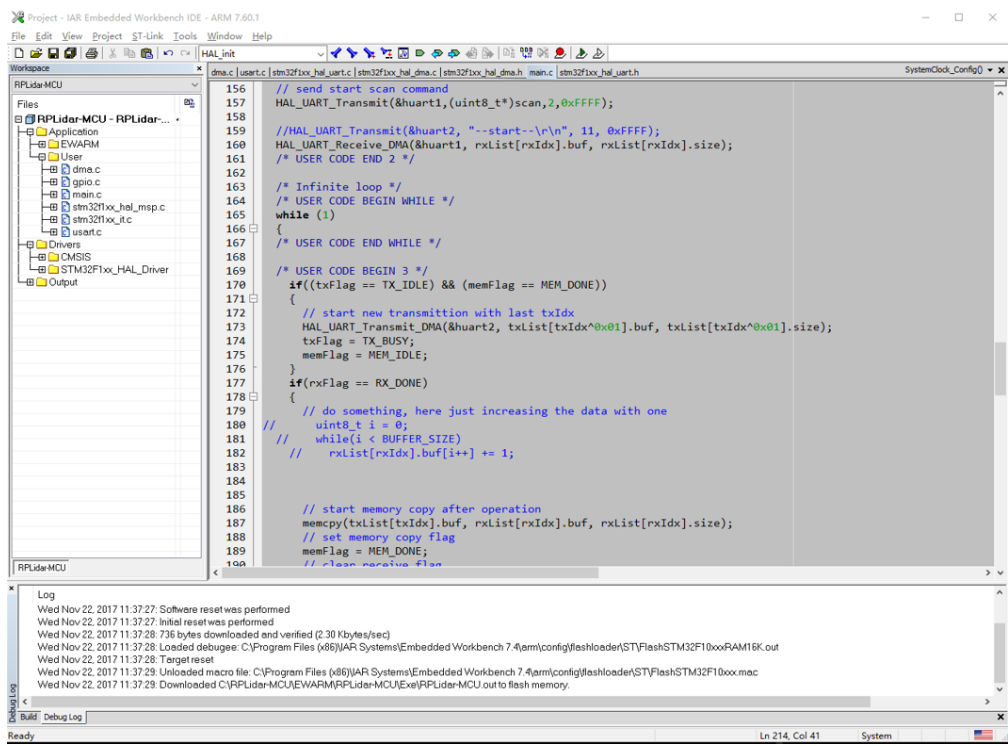 Project - IAR Embedded Workbench IDE - ARM 7.60.1
File Edit View Project ST-Link Tools Window Help
HAL_init
Workspace
dma.c | usart.c | stm32f1xx_hal_uart.c | stm32f1xx_hal_dma.c | stm32f1xx_hal_dma.h main.c stm32f1xx_hal_uart.h
SystemClock_Config()
RPLidar-MCU
Files
RPLidar-MCU - RPLidar-...
Application
EWARM
User
dma.c
gpio.c
main.c
stm32f1xx_hal_msp.c
stm32f1xx_it.c
usart.c
Drivers
CMSIS
STM32F1xx_HAL_Driver
Output
RPLidar-MCU
156 // send start scan command
157 HAL_UART_Transmit(&huart1,(uint8_t*)scan,2,0xFFFF);
158
159 //HAL_UART_Transmit(&huart2, "--start--\r\n", 11, 0xFFFF);
160 HAL_UART_Receive_DMA(&huart1, rxList[rxIdx].buf, rxList[rxIdx].size);
161 /* USER CODE END 2 */
162
163 /* Infinite loop */
164 /* USER CODE BEGIN WHILE */
165 while (1)
166 {
167 /* USER CODE END WHILE */
168
169 /* USER CODE BEGIN 3 */
170 if((txFlag == TX_IDLE) && (memFlag == MEM_DONE))
171 {
172 // start new transmittion with last txIdx
173 HAL_UART_Transmit_DMA(&huart2, txList[txIdx^0x01].buf, txList[txIdx^0x01].size);
174 txFlag = TX_BUSY;
175 memFlag = MEM_IDLE;
176 }
177 if(rxFlag == RX_DONE)
178 {
179 // do something, here just increasing the data with one
180 // uint8_t i = 0;
181 // while(i < BUFFER_SIZE)
182 // rxList[rxIdx].buf[i++] += 1;
183
184
185
186 // start memory copy after operation
187 memcpy(txList[txIdx].buf, rxList[rxIdx].buf, rxList[rxIdx].size);
188 // set memory copy flag
189 memFlag = MEM_DONE;
190 // clear receive flag
Log
Wed Nov 22, 2017 11:37:27: Software reset was performed
Wed Nov 22, 2017 11:37:27: Initial reset was performed
Wed Nov 22, 2017 11:37:28: 736 bytes downloaded and verified (2.30 Kbytes/sec)
Wed Nov 22, 2017 11:37:28: Loaded debugee: C:\Program Files (x86)\IAR Systems\Embedded Workbench 7.4\arm\config\flashloader\ST\FlashSTM32F10xxxRAM16K.out
Wed Nov 22, 2017 11:37:28: Target reset
Wed Nov 22, 2017 11:37:29: Unloaded macro file: C:\Program Files (x86)\IAR Systems\Embedded Workbench 7.4\arm\config\flashloader\ST\FlashSTM32F10xxx.mac
Wed Nov 22, 2017 11:37:29: Downloaded C:\RPLidar-MCU\EWARM\RPLidar-MCU\Exe\RPLidar-MCU.out to flash memory.
Debug Log
Build Debug Log
Ready
Ln 214, Col 41
System